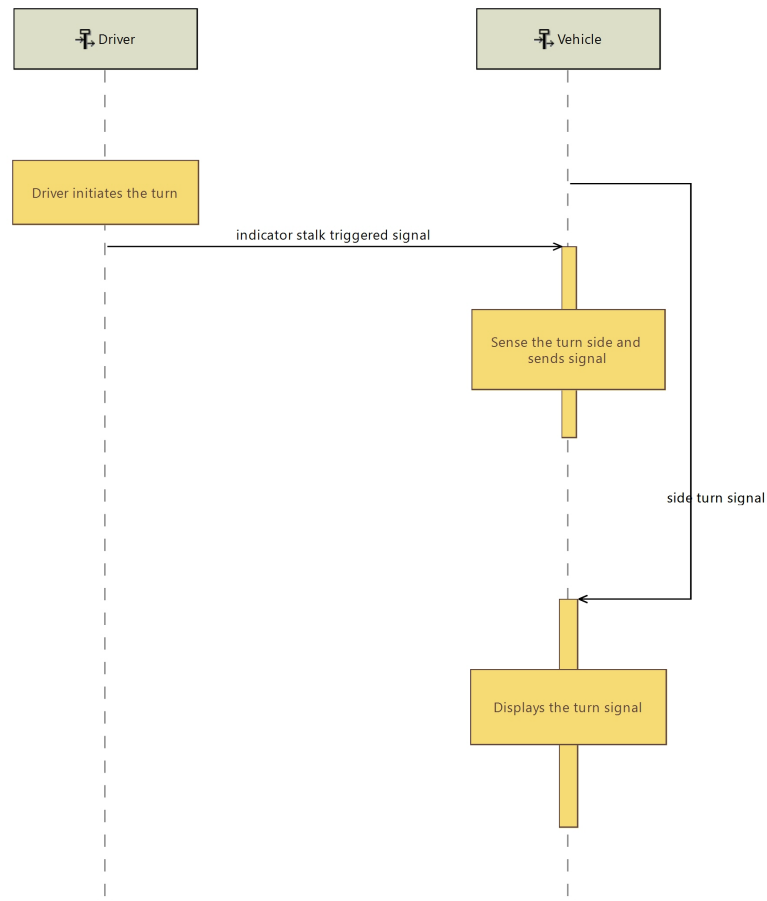 Driver
Vehicle
Driver initiates the turn
indicator stalk triggered signal
Sense the turn side and
sends signal
side turn signal
Displays the turn signal